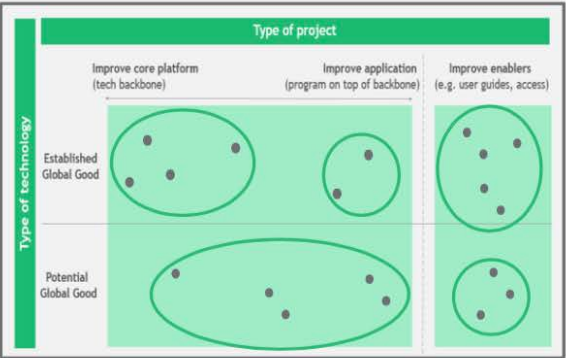 Type of project
Type of technology
Improve core platform
(tech backbone)
Improve application
(program on top of backbone)
Improve enablers
(e.g. user guides, access)
Established
Global Good
Potential
Global Good